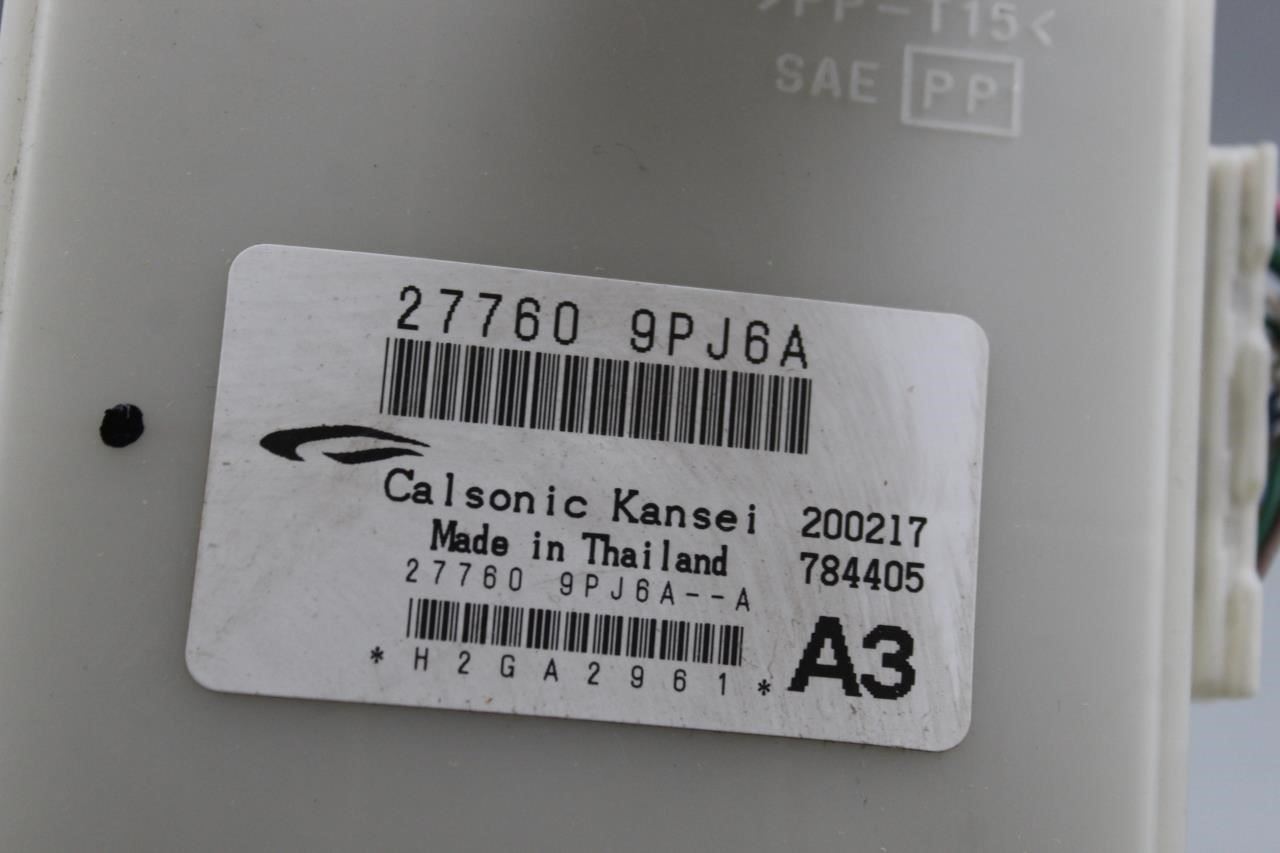 >PP-T15<
SAE PP
27760 9PJ6A
Calsonic Kansei 200217
Made in Thailand 784405
27760 9PJ6A--A
*H2GA2961* A3